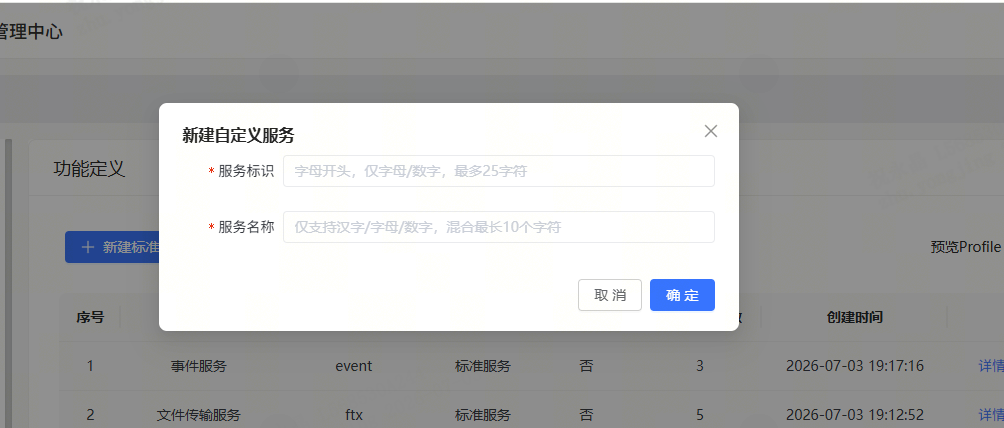 管理中心
新建自定义服务
* 服务标识 字母开头，仅字母/数字，最多25字符
* 服务名称 仅支持汉字/字母/数字，混合最长10个字符
取消 确定
功能定义
新建标准
预览Profile
序号 创建时间
1 事件服务 event 标准服务 否 3 2026-07-03 19:17:16 详情
2 文件传输服务 ftx 标准服务 否 5 2026-07-03 19:12:52 详情